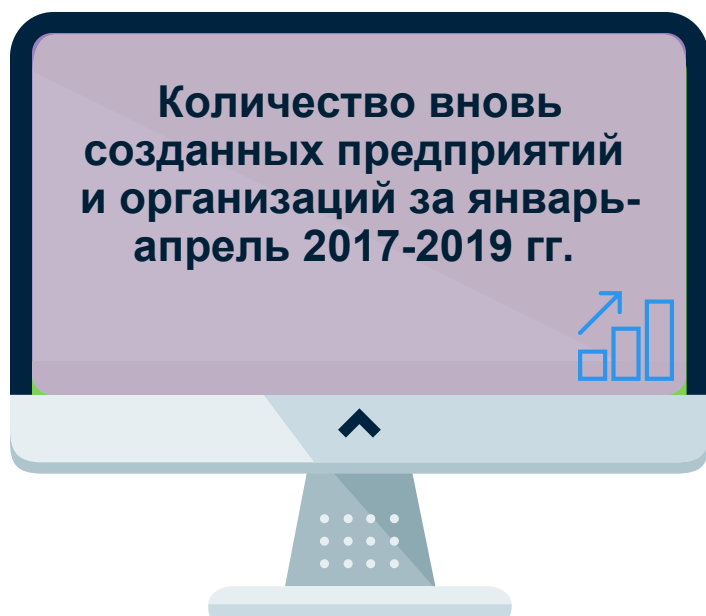 Количество вновь
созданных предприятий
и организаций за январь-
апрель 2017-2019 гг.